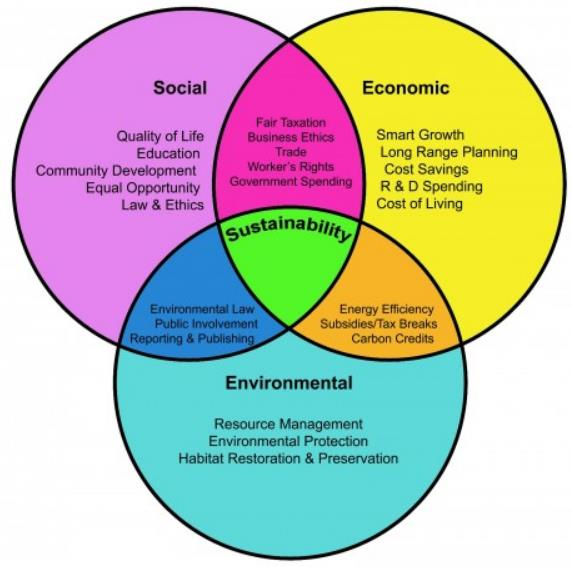 Social
Quality of Life
Education
Community Development
Equal Opportunity
Law & Ethics
Fair Taxation
Business Ethics
Trade
Worker's Rights
Government Spending
Economic
Smart Growth
Long Range Planning
Cost Savings
R & D Spending
Cost of Living
Sustainability
Environmental Law
Public Involvement
Reporting & Publishing
Energy Efficiency
Subsidies/Tax Breaks
Carbon Credits
Environmental
Resource Management
Environmental Protection
Habitat Restoration & Preservation